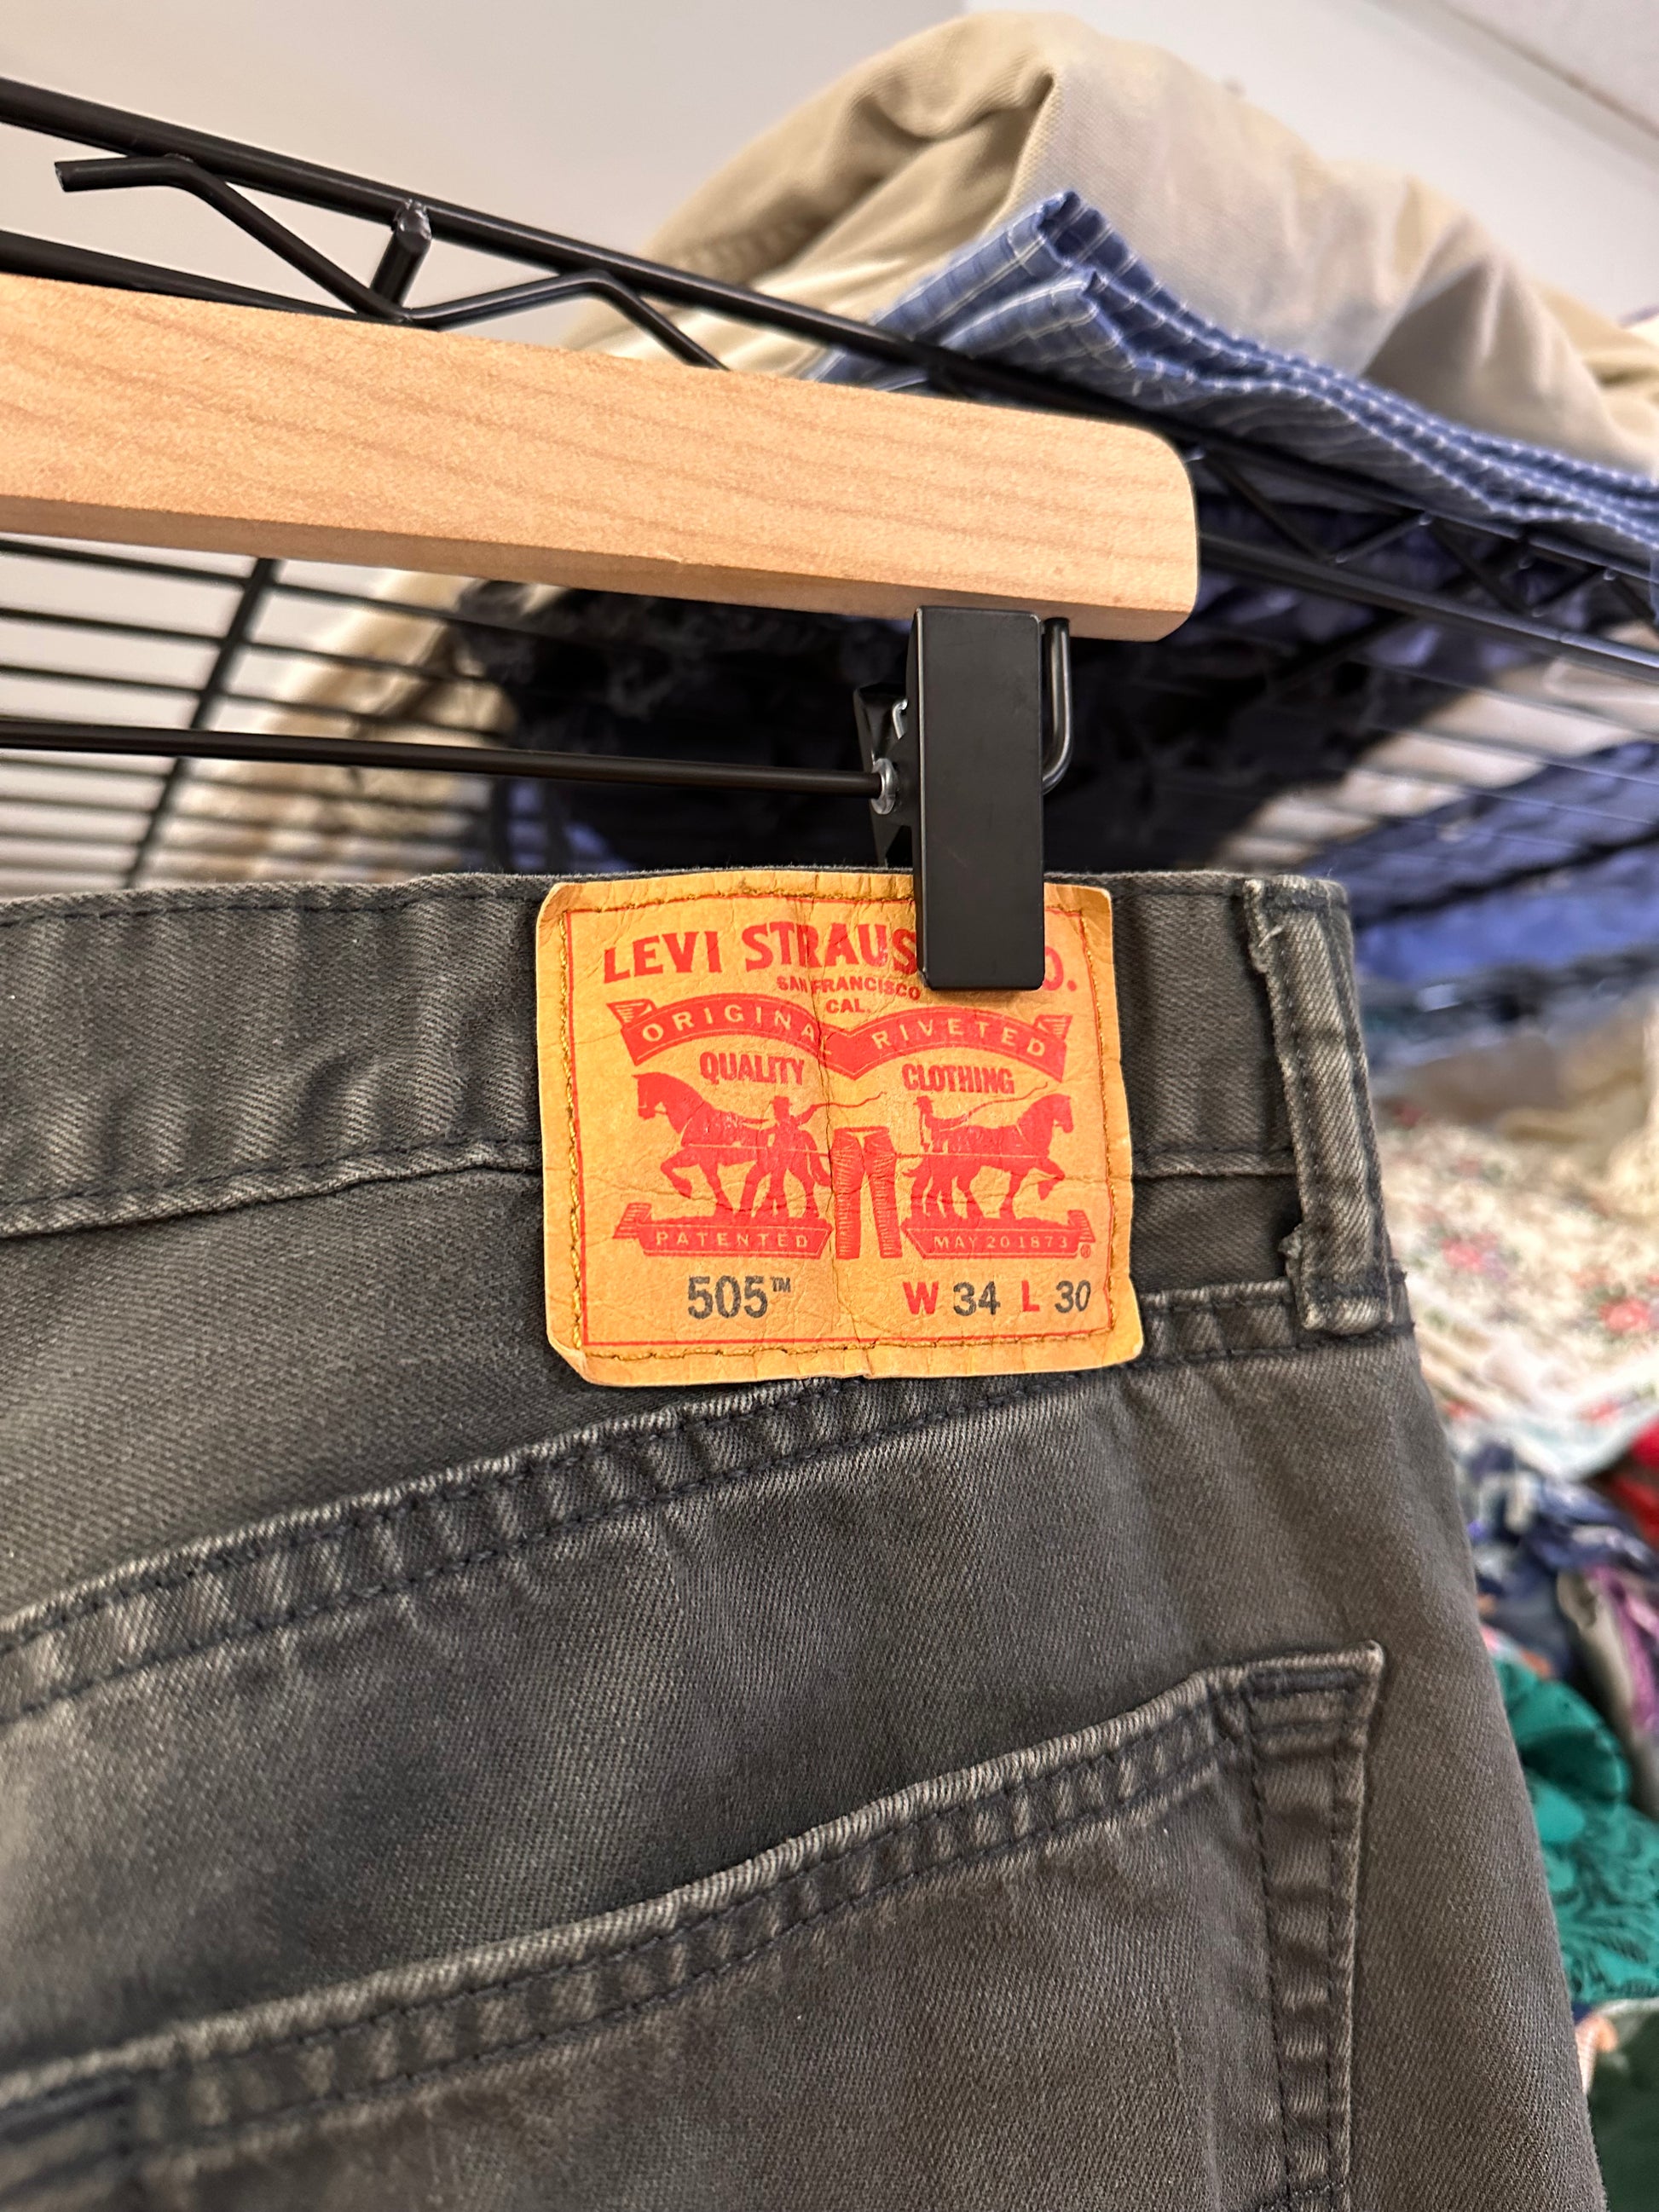 LEVI STRAUS O.
SAN FRANCISCO
CAL.
ORIGINAL RIVETED
QUALITY CLOTHING
PATENTED MAY 20 1873 ®
505™ W 34 L 30